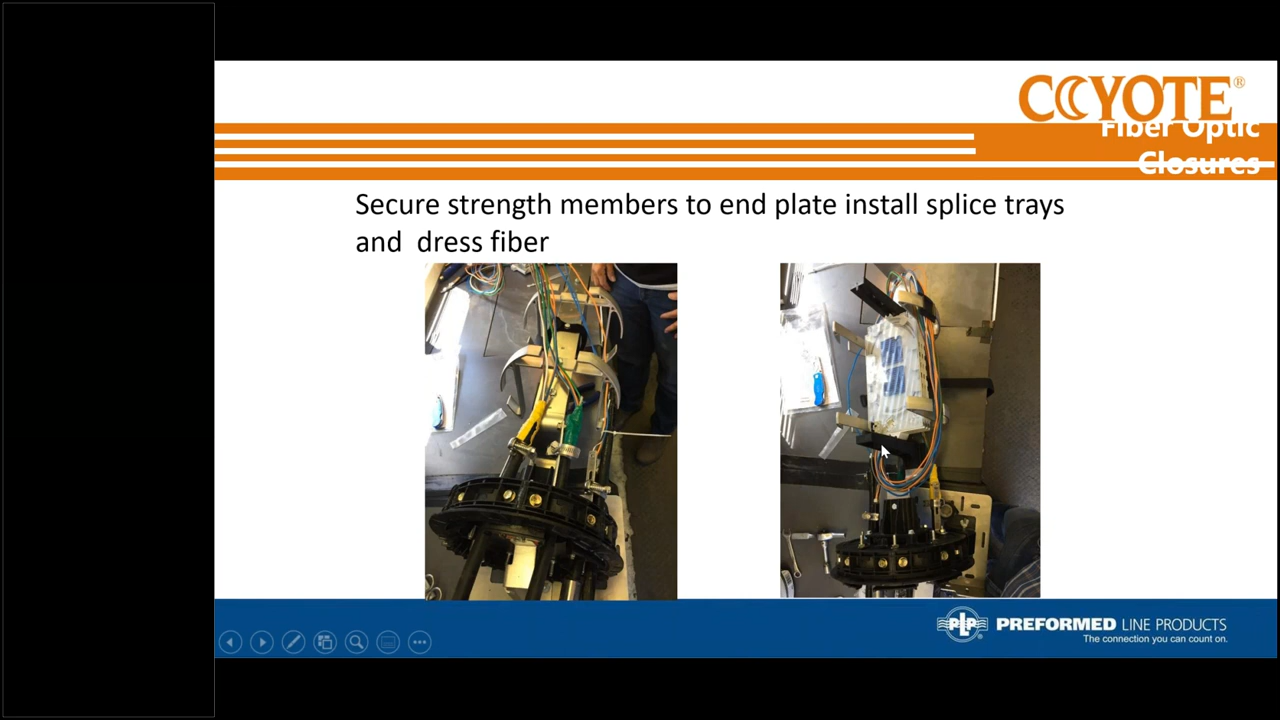 COYOTE®
Fiber Optic
Closures
Secure strength members to end plate install splice trays
and dress fiber
PLP PREFORMED LINE PRODUCTS
The connection you can count on.